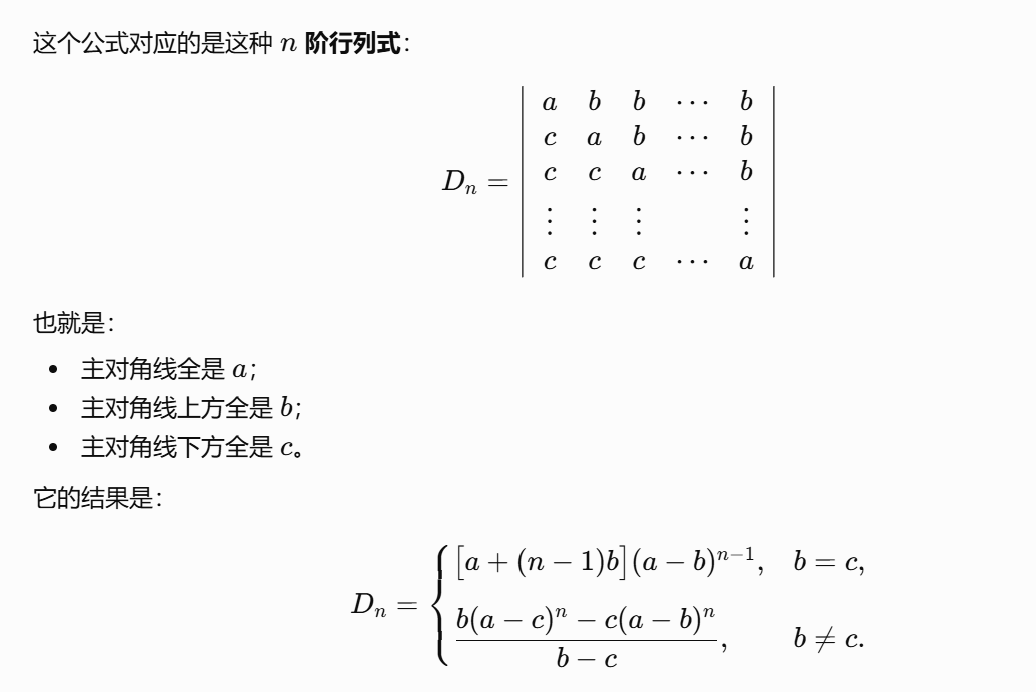 这个公式对应的是这种 n 阶行列式：
D_n = | a b b ⋯ b |
| c a b ⋯ b |
| c c a ⋯ b |
| ⋮ ⋮ ⋮ ⋮ |
| c c c ⋯ a |
也就是：
• 主对角线全是 a；
• 主对角线上方全是 b；
• 主对角线下方全是 c。
它的结果是：
D_n = { [a + (n − 1)b](a − b)^{n−1}, b = c,
\frac{b(a − c)^n − c(a − b)^n}{b − c}, b ≠ c.